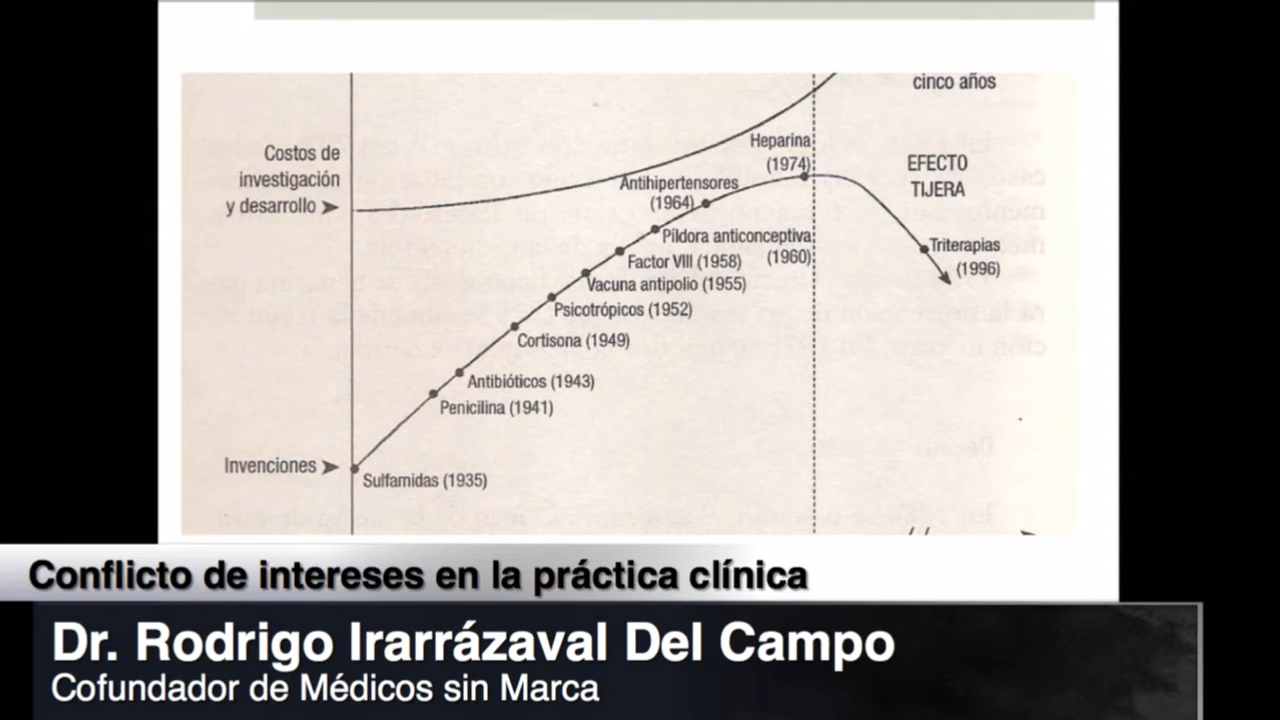 cinco años
Costos de
investigación
y desarrollo
Heparina
(1974)
EFECTO
TIJERA
Antihipertensores
(1964)
Píldora anticonceptiva
(1960)
Triterapias
(1996)
Factor VIII (1958)
Vacuna antipolio (1955)
Psicotrópicos (1952)
Cortisona (1949)
Antibióticos (1943)
Penicilina (1941)
Invenciones
Sulfamidas (1935)
Conflicto de intereses en la práctica clínica
Dr. Rodrigo Irarrázaval Del Campo
Cofundador de Médicos sin Marca